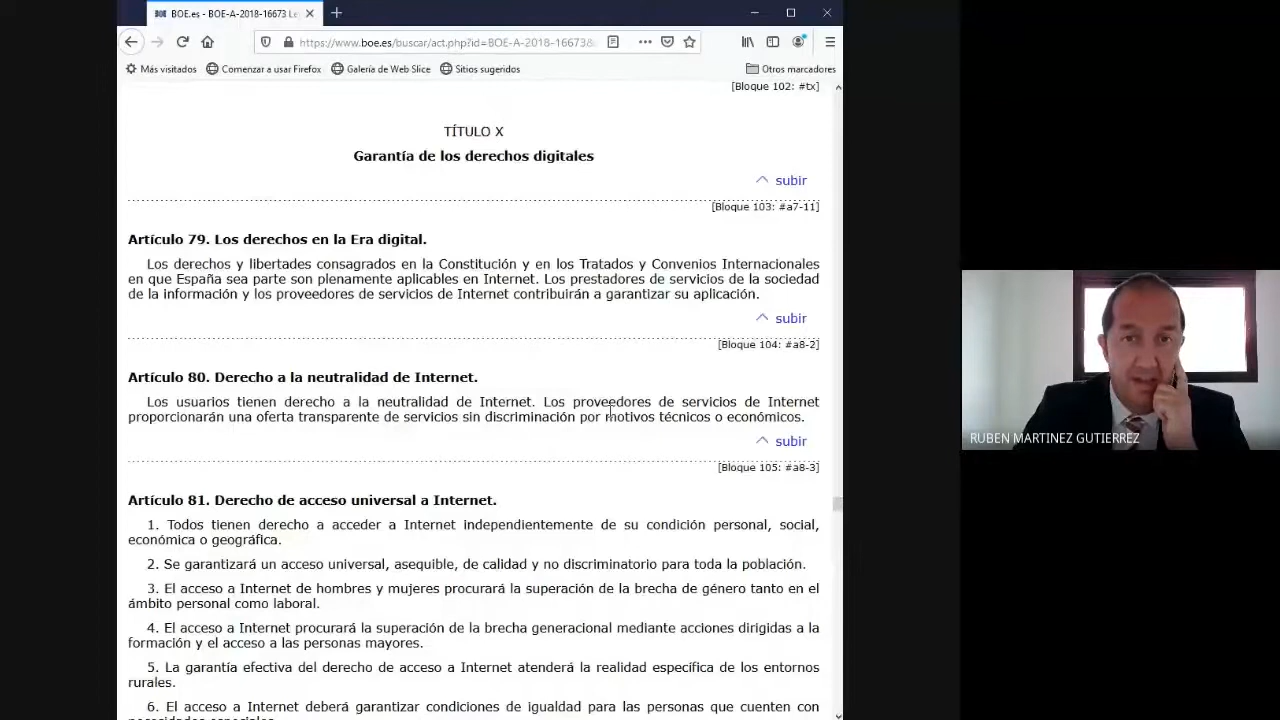 BOE.es - BOE-A-2018-16673 Le
https://www.boe.es/buscar/act.php?id=BOE-A-2018-16673&
Más visitados Comenzar a usar Firefox Galería de Web Slice Sitios sugeridos Otros marcadores
[Bloque 102: #tx]
TÍTULO X
Garantía de los derechos digitales
subir
[Bloque 103: #a7-11]
Artículo 79. Los derechos en la Era digital.
Los derechos y libertades consagrados en la Constitución y en los Tratados y Convenios Internacionales
en que España sea parte son plenamente aplicables en Internet. Los prestadores de servicios de la sociedad
de la información y los proveedores de servicios de Internet contribuirán a garantizar su aplicación.
subir
[Bloque 104: #a8-2]
Artículo 80. Derecho a la neutralidad de Internet.
Los usuarios tienen derecho a la neutralidad de Internet. Los proveedores de servicios de Internet
proporcionarán una oferta transparente de servicios sin discriminación por motivos técnicos o económicos.
subir
[Bloque 105: #a8-3]
Artículo 81. Derecho de acceso universal a Internet.
1. Todos tienen derecho a acceder a Internet independientemente de su condición personal, social,
económica o geográfica.
2. Se garantizará un acceso universal, asequible, de calidad y no discriminatorio para toda la población.
3. El acceso a Internet de hombres y mujeres procurará la superación de la brecha de género tanto en el
ámbito personal como laboral.
4. El acceso a Internet procurará la superación de la brecha generacional mediante acciones dirigidas a la
formación y el acceso a las personas mayores.
5. La garantía efectiva del derecho de acceso a Internet atenderá la realidad específica de los entornos
rurales.
6. El acceso a Internet deberá garantizar condiciones de igualdad para las personas que cuenten con
RUBEN MARTINEZ GUTIERREZ